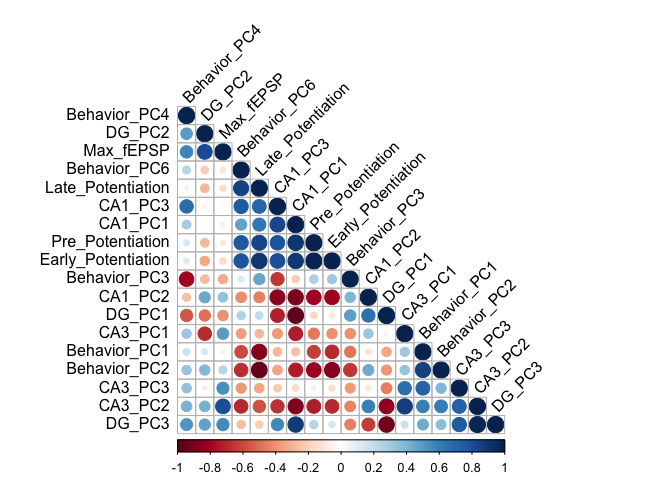 Behavior_PC4
DG_PC2
Max_fEPSP
Behavior_PC6
Late_Potentiation
CA1_PC3
CA1_PC1
Pre_Potentiation
Early_Potentiation
Behavior_PC3
CA1_PC2
DG_PC1
CA3_PC1
Behavior_PC1
Behavior_PC2
CA3_PC3
CA3_PC2
DG_PC3
Behavior_PC4
DG_PC2
Max_fEPSP
Behavior_PC6
Late_Potentiation
CA1_PC3
CA1_PC1
Pre_Potentiation
Early_Potentiation
Behavior_PC3
CA1_PC2
DG_PC1
CA3_PC1
Behavior_PC1
Behavior_PC2
CA3_PC3
CA3_PC2
DG_PC3
-1 -0.8 -0.6 -0.4 -0.2 0 0.2 0.4 0.6 0.8 1